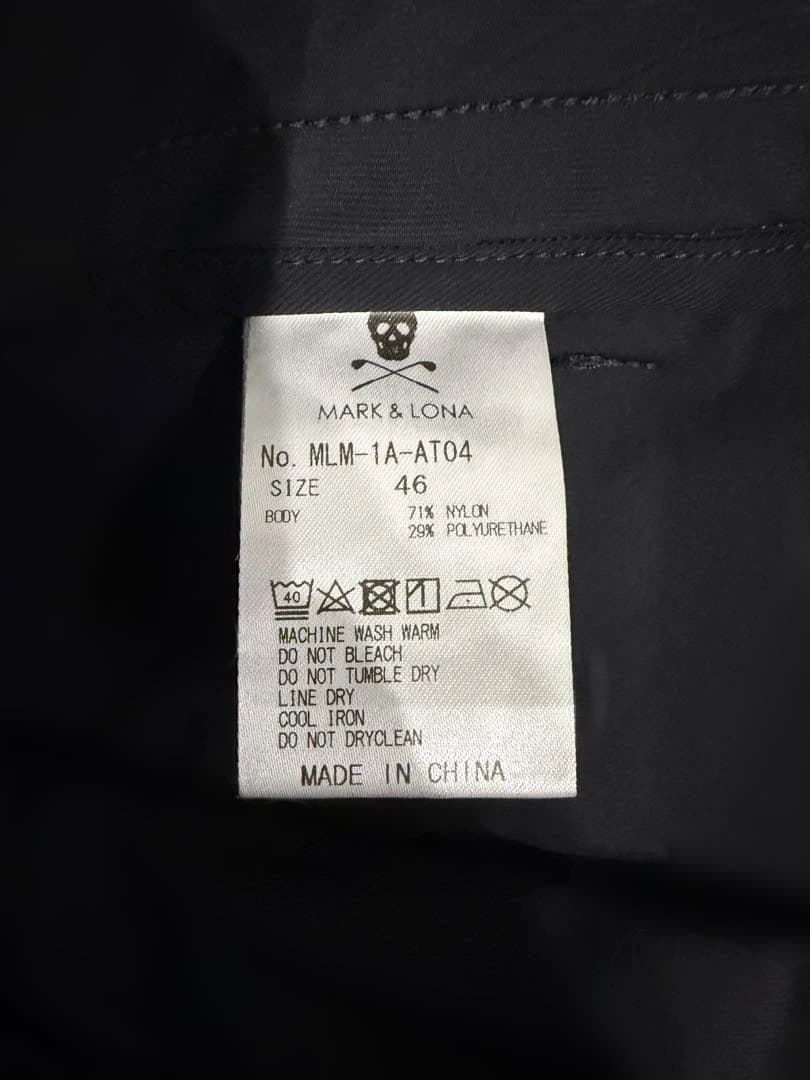 MARK & LONA
No. MLM-1A-AT04
SIZE 46
BODY 71% NYLON
29% POLYURETHANE
40
MACHINE WASH WARM
DO NOT BLEACH
DO NOT TUMBLE DRY
LINE DRY
COOL IRON
DO NOT DRYCLEAN
MADE IN CHINA